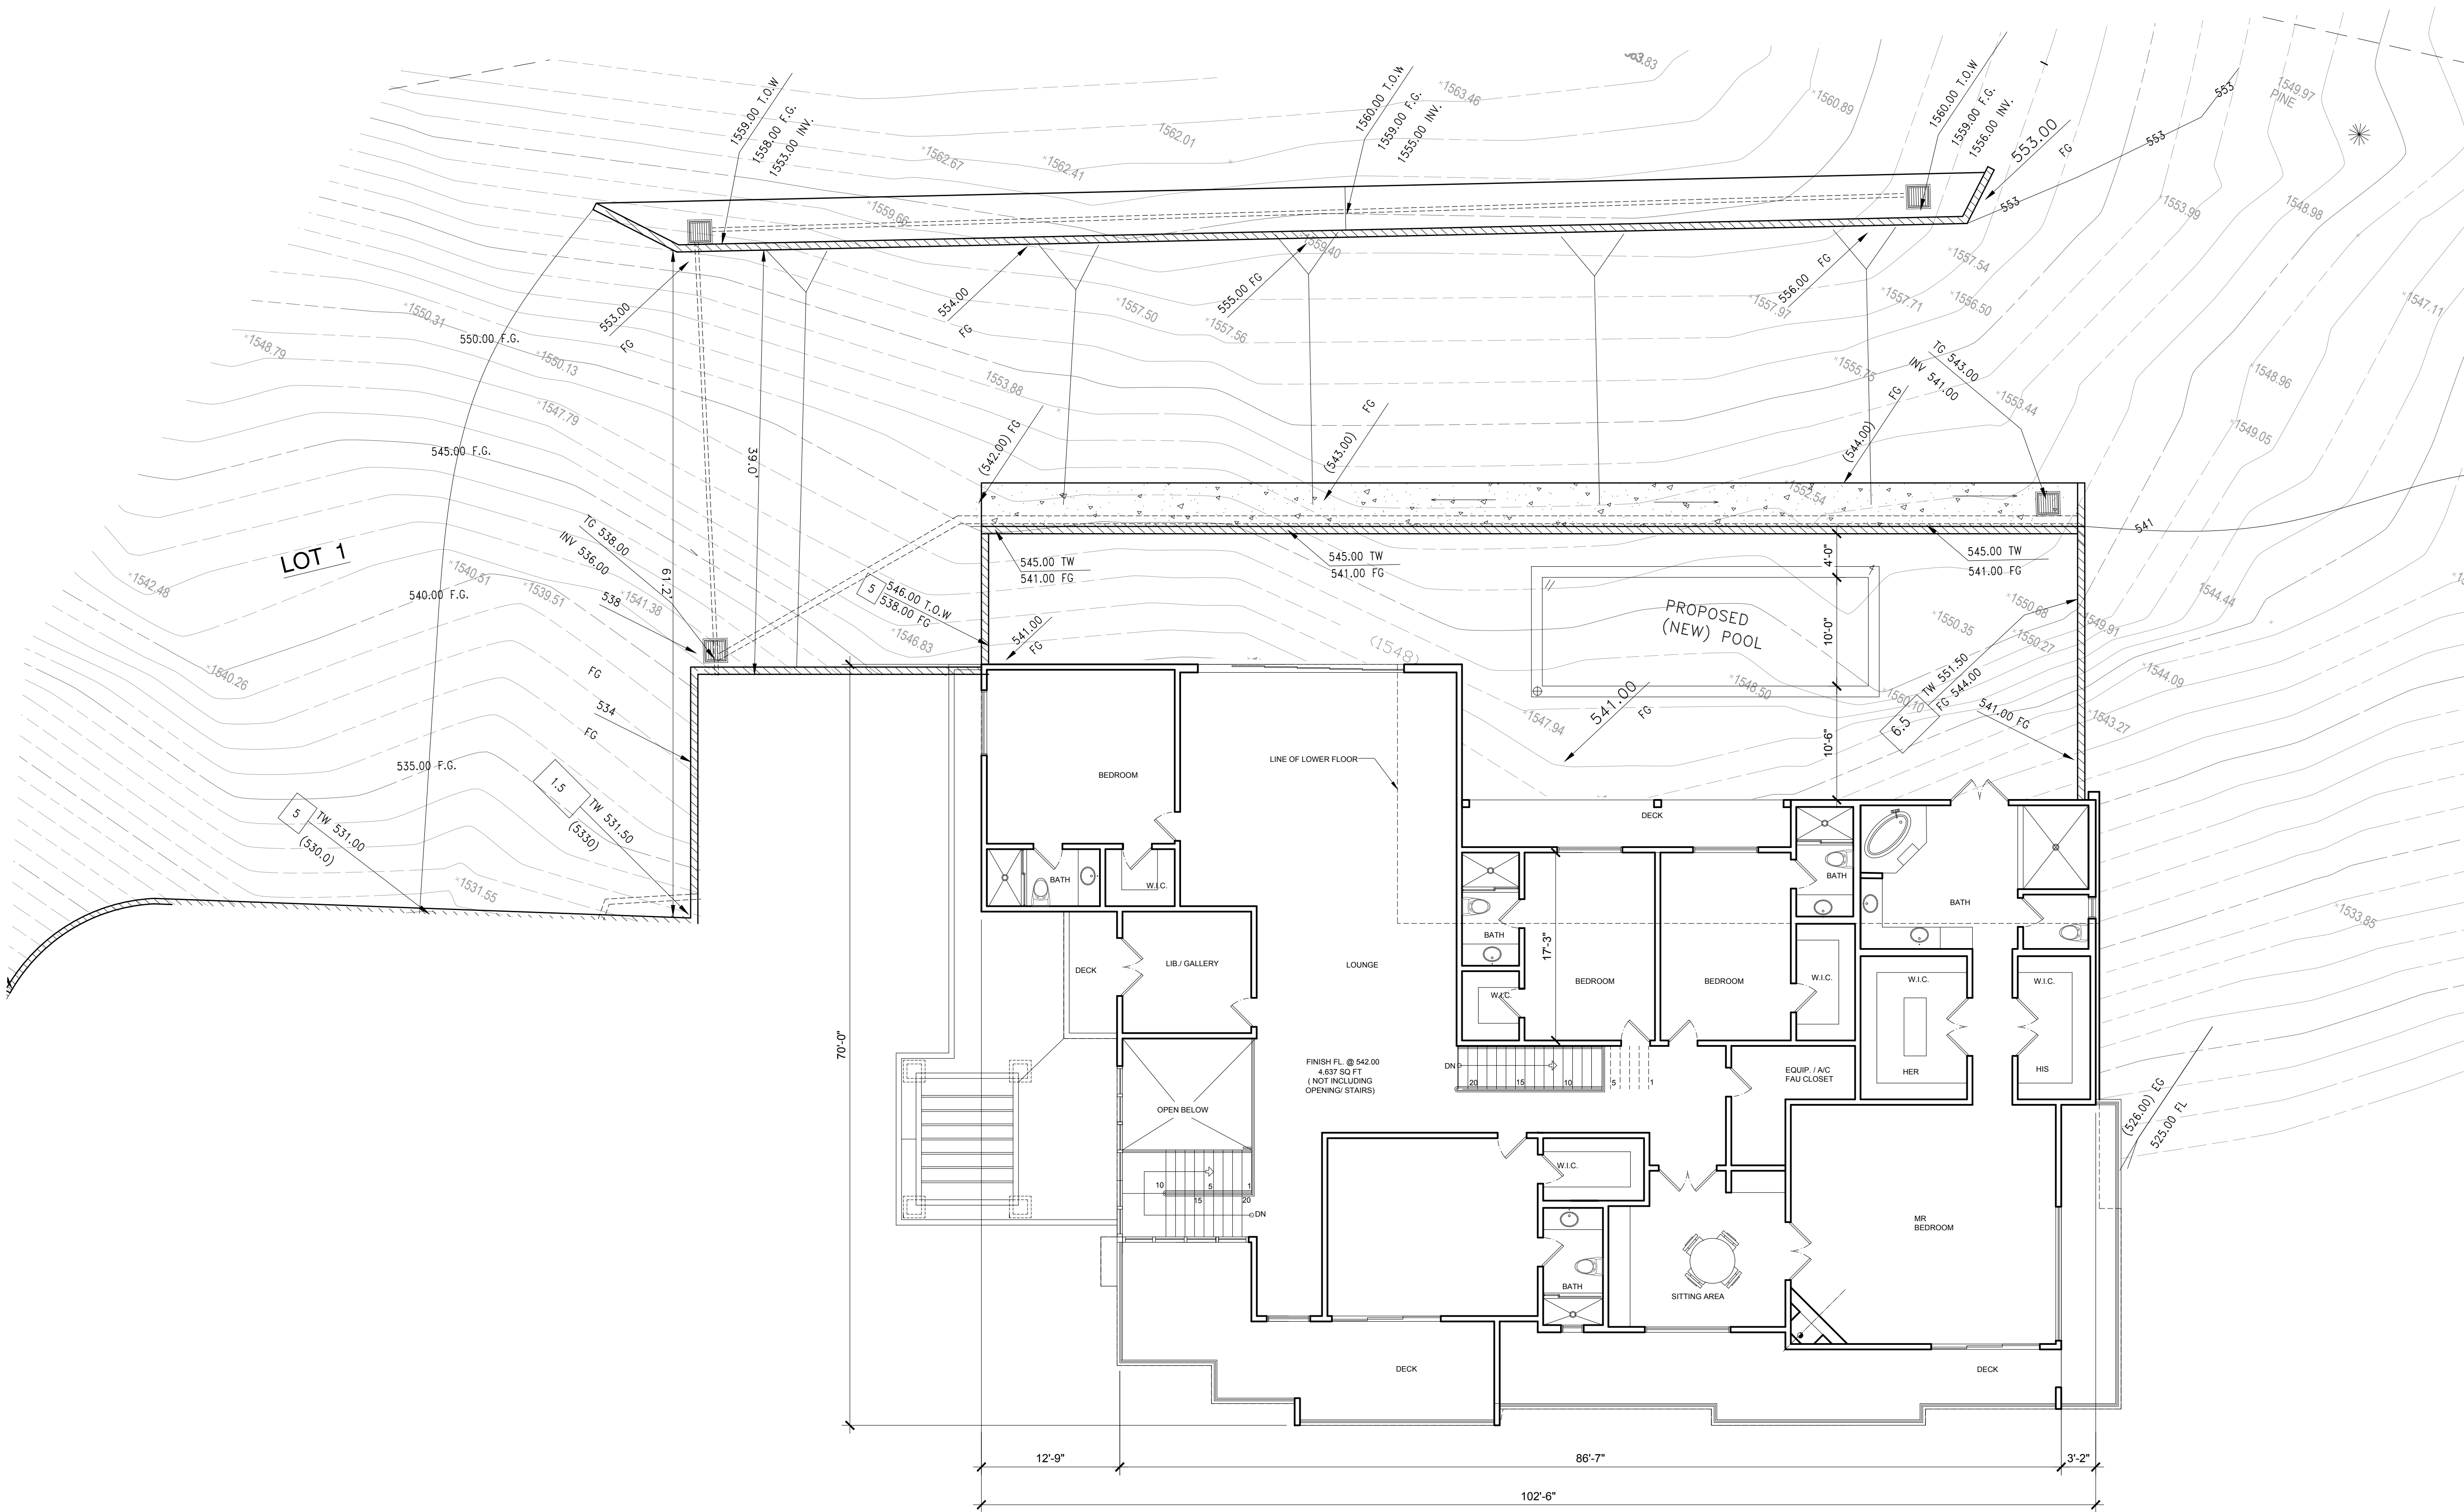 563.83
×1563.46
×1560.89
1549.97
PINE
1562.01
×1562.67
×1562.41
1559.00 T.O.W
1558.00 F.G.
1553.00 INV.
1560.00 T.O.W
1559.00 F.G.
1555.00 INV.
1560.00 T.O.W
1559.00 F.G.
1556.00 INV.
553.00
FG
553
553
553
×1559.66
×1559.40
×1553.99
×1548.98
×1557.54
×1547.11
553.00
FG
554.00
FG
555.00 FG
556.00
FG
×1557.50
×1557.56
×1557.97
×1557.71
×1556.50
×1550.31
550.00 F.G.
×1548.79
×1550.13
1553.88
×1555.75
TG 543.00
INV 541.00
×1548.96
×1553.44
×1547.79
×1549.05
545.00 F.G.
39.0'
(542.00) FG
(543.00)
FG
(544.00)
FG
×1552.54
541
LOT 1
TG 538.00
INV 536.00
×1542.48
×1540.51
×1539.51
×1541.38
540.00 F.G.
538
FG
61.2'
5
546.00 T.O.W
538.00 FG
545.00 TW
541.00 FG
545.00 TW
541.00 FG
545.00 TW
541.00 FG
4'-0"
10'-0"
10'-6"
PROPOSED
(NEW) POOL
×1546.83
541.00
FG
(1548)
×1550.68
×1550.35
×1550.27
×1549.91
×1544.44
×1544.09
×1543.27
×1540.26
534
FG
×1548.50
×1550.10
×1547.94
541.00
FG
6.5
TW 551.50
FG 544.00
541.00 FG
535.00 F.G.
5
TW 531.00
(530.0)
1.5
TW 531.50
(5330)
×1531.55
×1533.85
BEDROOM
LINE OF LOWER FLOOR
DECK
BATH
W.I.C.
BATH
BATH
BATH
DECK
LIB./ GALLERY
LOUNGE
17'-3"
BEDROOM
BEDROOM
W.I.C.
W.I.C.
W.I.C.
HER
W.I.C.
HIS
70'-0"
FINISH FL. @ 542.00
4,637 SQ FT
( NOT INCLUDING
OPENING/ STAIRS)
DN
20
15
10
5
1
EQUIP. / A/C
FAU CLOSET
OPEN BELOW
(526.00) EG
525.00 FL
10
5
1
15
20
DN
W.I.C.
BATH
SITTING AREA
MR
BEDROOM
DECK
DECK
12'-9"
86'-7"
3'-2"
102'-6"